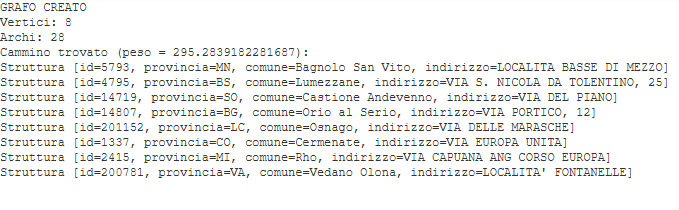 GRAFO CREATO
Vertici: 8
Archi: 28
Cammino trovato (peso = 295.2839182281687):
Struttura [id=5793, provincia=MN, comune=Bagnolo San Vito, indirizzo=LOCALITA BASSE DI MEZZO]
Struttura [id=4795, provincia=BS, comune=Lumezzane, indirizzo=VIA S. NICOLA DA TOLENTINO, 25]
Struttura [id=14719, provincia=SO, comune=Castione Andevenno, indirizzo=VIA DEL PIANO]
Struttura [id=14807, provincia=BG, comune=Orio al Serio, indirizzo=VIA PORTICO, 12]
Struttura [id=201152, provincia=LC, comune=Osnago, indirizzo=VIA DELLE MARASCHE]
Struttura [id=1337, provincia=CO, comune=Cermenate, indirizzo=VIA EUROPA UNITA]
Struttura [id=2415, provincia=MI, comune=Rho, indirizzo=VIA CAPUANA ANG CORSO EUROPA]
Struttura [id=200781, provincia=VA, comune=Vedano Olona, indirizzo=LOCALITA' FONTANELLE]